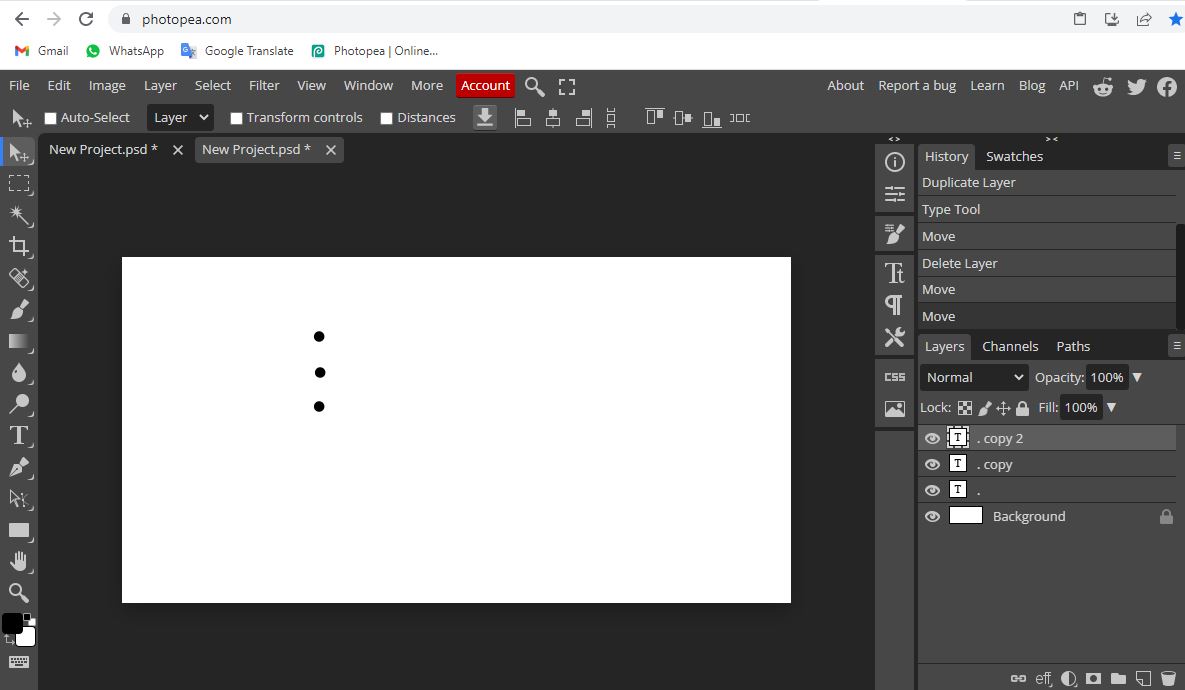 photopea.com
Gmail WhatsApp Google Translate Photopea | Online...
File Edit Image Layer Select Filter View Window More Account About Report a bug Learn Blog API
Auto-Select Layer Transform controls Distances
New Project.psd * New Project.psd *
History Swatches
Duplicate Layer
Type Tool
Move
Delete Layer
Move
Move
Layers Channels Paths
Normal Opacity: 100%
Lock: Fill: 100%
T . copy 2
T . copy
T .
Background
Tt
CSS
T
eff